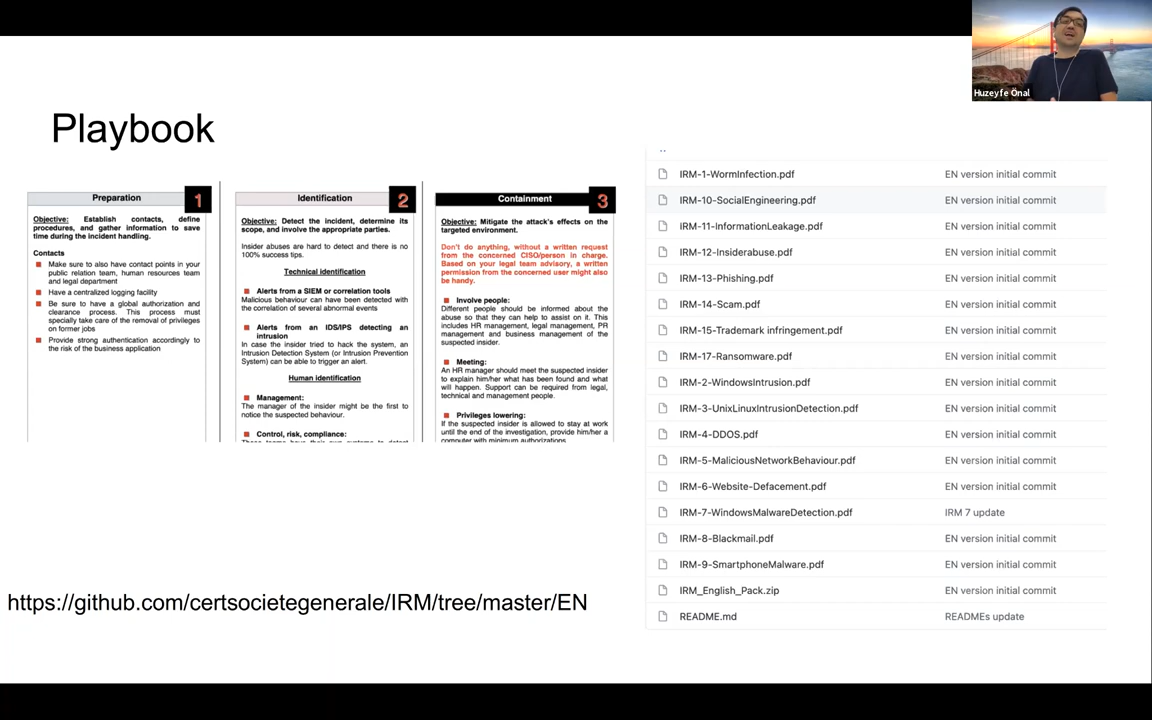 Huzeyfe Önal
Playbook
Preparation
1
Objective: Establish contacts, define
procedures, and gather information to save
time during the incident handling.
Contacts
Make sure to also have contact points in your
public relation team, human resources team
and legal department
Have a centralized logging facility
Be sure to have a global authorization and
clearance process. This process must
specially take care of the removal of privileges
on former jobs
Provide strong authentication accordingly to
the risk of the business application
Identification
2
Objective: Detect the incident, determine its
scope, and involve the appropriate parties.
Insider abuses are hard to detect and there is no
100% success tips.
Technical identification
Alerts from a SIEM or correlation tools
Malicious behaviour can have been detected with
the correlation of several abnormal events
Alerts from an IDS/IPS detecting an
intrusion
In case the insider tried to hack the system, an
Intrusion Detection System (or Intrusion Prevention
System) can be able to trigger an alert.
Human identification
Management:
The manager of the insider might be the first to
notice the suspected behaviour.
Control, risk, compliance:
Containment
3
Objective: Mitigate the attack's effects on the
targeted environment.
Don't do anything, without a written request
from the concerned CISO/person in charge.
Based on your legal team advisory, a written
permission from the concerned user might also
be handy.
Involve people:
Different people should be informed about the
abuse so that they can help to assist on it. This
includes HR management, legal management, PR
management and business management of the
suspected insider.
Meeting:
An HR manager should meet the suspected insider
to explain him/her what has been found and what
will happen. Support can be required from legal,
technical and management people.
Privileges lowering:
If the suspected insider is allowed to stay at work
until the end of the investigation, provide him/her a
computer with minimum authorizations.
..
IRM-1-WormInfection.pdf EN version initial commit
IRM-10-SocialEngineering.pdf EN version initial commit
IRM-11-InformationLeakage.pdf EN version initial commit
IRM-12-Insiderabuse.pdf EN version initial commit
IRM-13-Phishing.pdf EN version initial commit
IRM-14-Scam.pdf EN version initial commit
IRM-15-Trademark infringement.pdf EN version initial commit
IRM-17-Ransomware.pdf EN version initial commit
IRM-2-WindowsIntrusion.pdf EN version initial commit
IRM-3-UnixLinuxIntrusionDetection.pdf EN version initial commit
IRM-4-DDOS.pdf EN version initial commit
IRM-5-MaliciousNetworkBehaviour.pdf EN version initial commit
IRM-6-Website-Defacement.pdf EN version initial commit
IRM-7-WindowsMalwareDetection.pdf IRM 7 update
IRM-8-Blackmail.pdf EN version initial commit
IRM-9-SmartphoneMalware.pdf EN version initial commit
IRM_English_Pack.zip EN version initial commit
README.md READMEs update
https://github.com/certsocietegenerale/IRM/tree/master/EN